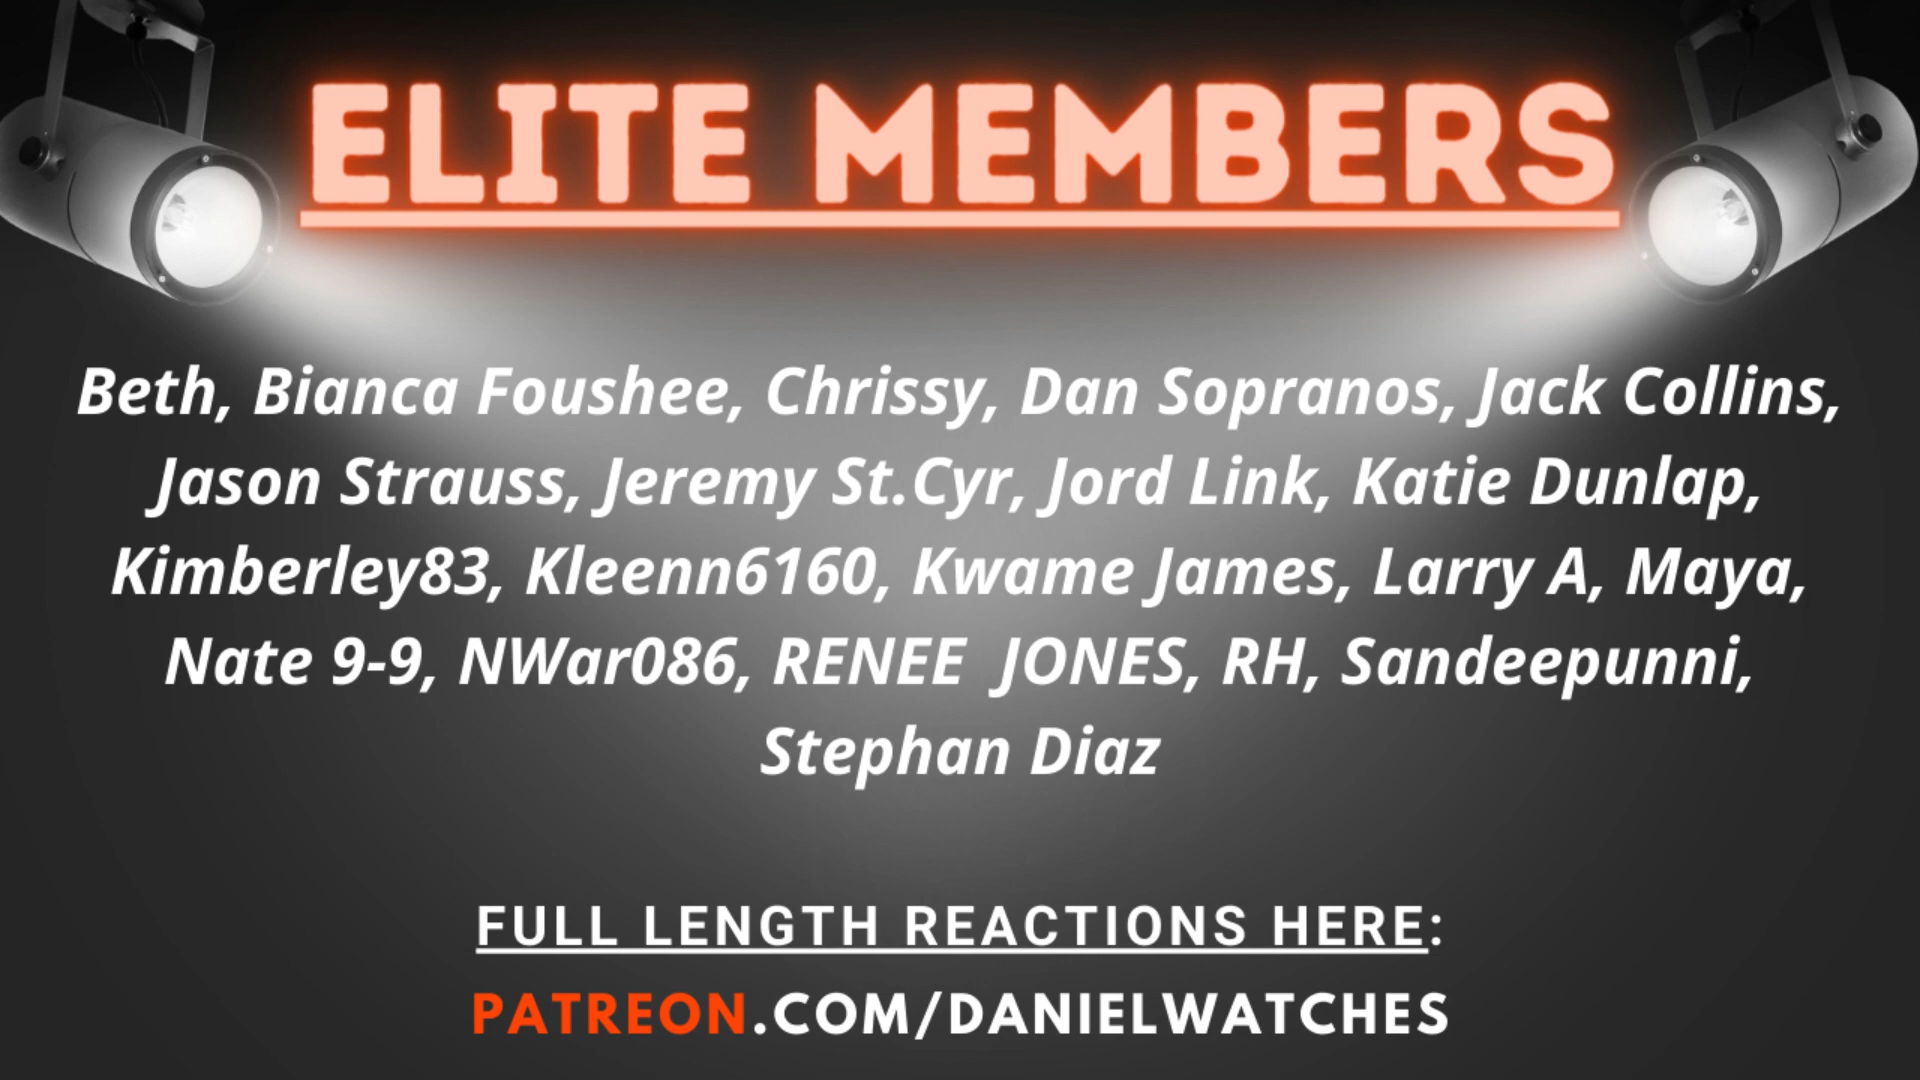 ELITE MEMBERS
Beth, Bianca Foushee, Chrissy, Dan Sopranos, Jack Collins,
Jason Strauss, Jeremy St.Cyr, Jord Link, Katie Dunlap,
Kimberley83, Kleenn6160, Kwame James, Larry A, Maya,
Nate 9-9, NWar086, RENEE  JONES, RH, Sandeepunni,
Stephan Diaz
FULL LENGTH REACTIONS HERE:
PATREON.COM/DANIELWATCHES